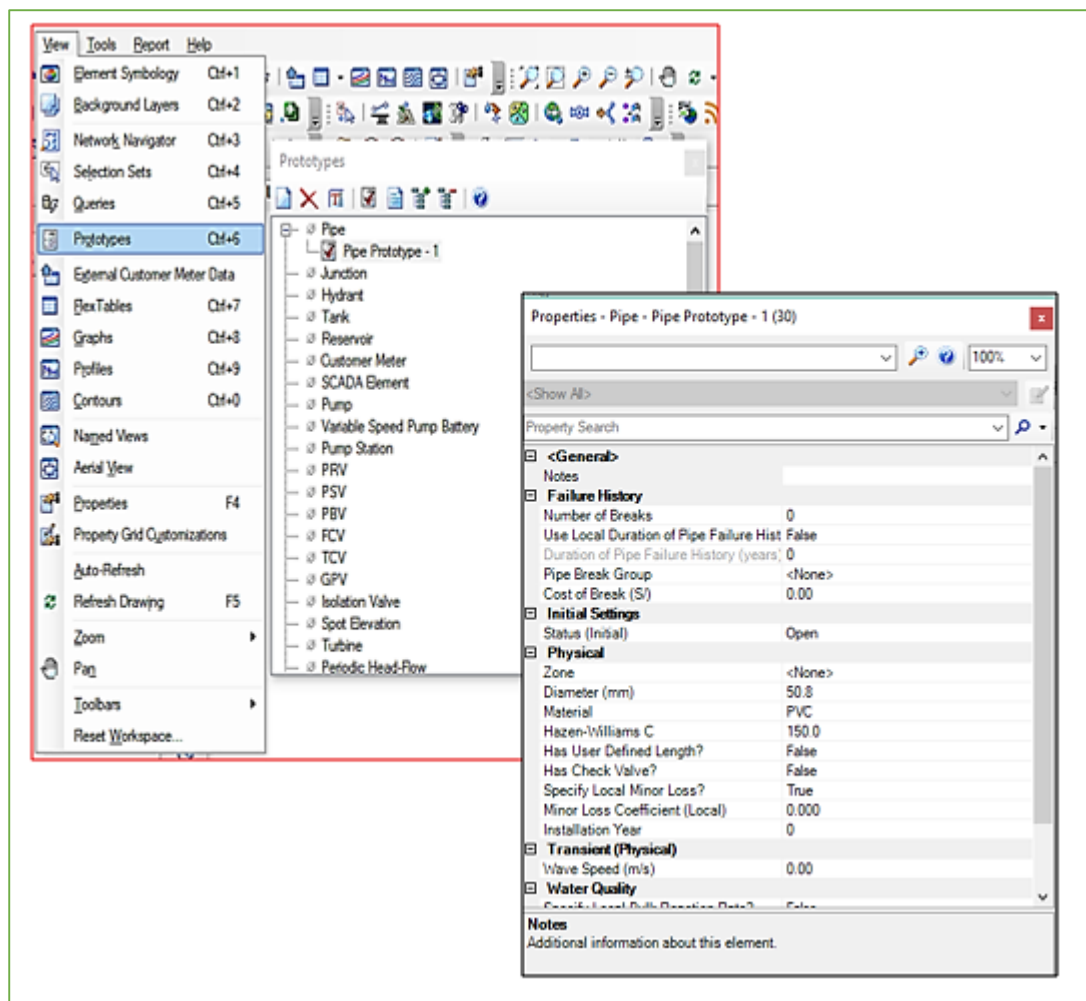 View Tools Report Help
Element Symbology Ctrl+1
Background Layers Ctrl+2
Network Navigator Ctrl+3
Selection Sets Ctrl+4
Queries Ctrl+5
Prototypes Ctrl+6
External Customer Meter Data
FlexTables Ctrl+7
Graphs Ctrl+8
Profiles Ctrl+9
Contours Ctrl+0
Named Views
Aerial View
Properties F4
Property Grid Customizations
Auto-Refresh
Refresh Drawing F5
Zoom
Pan
Toolbars
Reset Workspace...
Prototypes
Pipe
Pipe Prototype - 1
Junction
Hydrant
Tank
Reservoir
Customer Meter
SCADA Element
Pump
Variable Speed Pump Battery
Pump Station
PRV
PSV
PBV
FCV
TCV
GPV
Isolation Valve
Spot Elevation
Turbine
Periodic Head-Flow
Properties - Pipe - Pipe Prototype - 1 (30)
100%
<Show All>
Property Search
<General>
Notes
Failure History
Number of Breaks 0
Use Local Duration of Pipe Failure Hist False
Duration of Pipe Failure History (years) 0
Pipe Break Group <None>
Cost of Break (S/) 0.00
Initial Settings
Status (Initial) Open
Physical
Zone <None>
Diameter (mm) 50.8
Material PVC
Hazen-Williams C 150.0
Has User Defined Length? False
Has Check Valve? False
Specify Local Minor Loss? True
Minor Loss Coefficient (Local) 0.000
Installation Year 0
Transient (Physical)
Wave Speed (m/s) 0.00
Water Quality
Specify Local Bulk Reaction Rate? False
Notes
Additional information about this element.